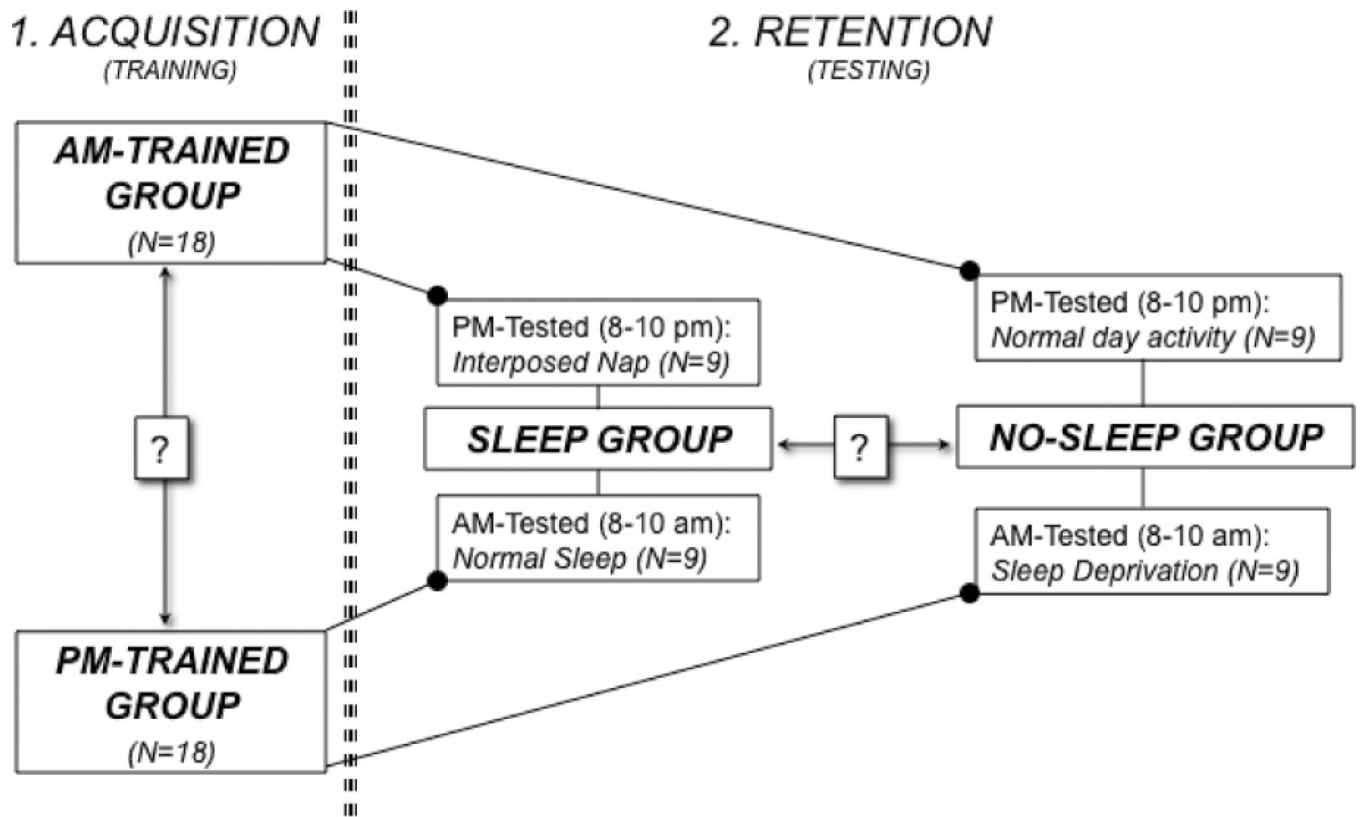 1. ACQUISITION
(TRAINING)
2. RETENTION
(TESTING)
AM-TRAINED
GROUP
(N=18)
?
PM-TRAINED
GROUP
(N=18)
PM-Tested (8-10 pm):
Interposed Nap (N=9)
SLEEP GROUP
AM-Tested (8-10 am):
Normal Sleep (N=9)
?
PM-Tested (8-10 pm):
Normal day activity (N=9)
NO-SLEEP GROUP
AM-Tested (8-10 am):
Sleep Deprivation (N=9)